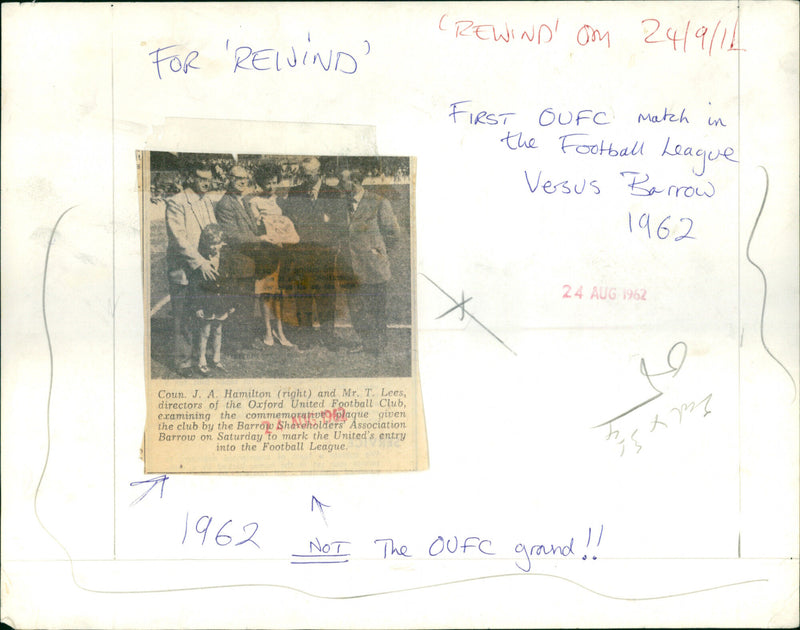 FOR 'REWIND'
'REWIND' ON 24/9/11
FIRST OUFC match in
the Football League
Versus Barrow
1962
24 AUG 1962
Coun. J. A. Hamilton (right) and Mr. T. Lees,
directors of the Oxford United Football Club,
examining the commemorative plaque given
the club by the Barrow Shareholders' Association
Barrow on Saturday to mark the United's entry
into the Football League.
25 AUG 1962
1962
NOT The OUFC ground!!